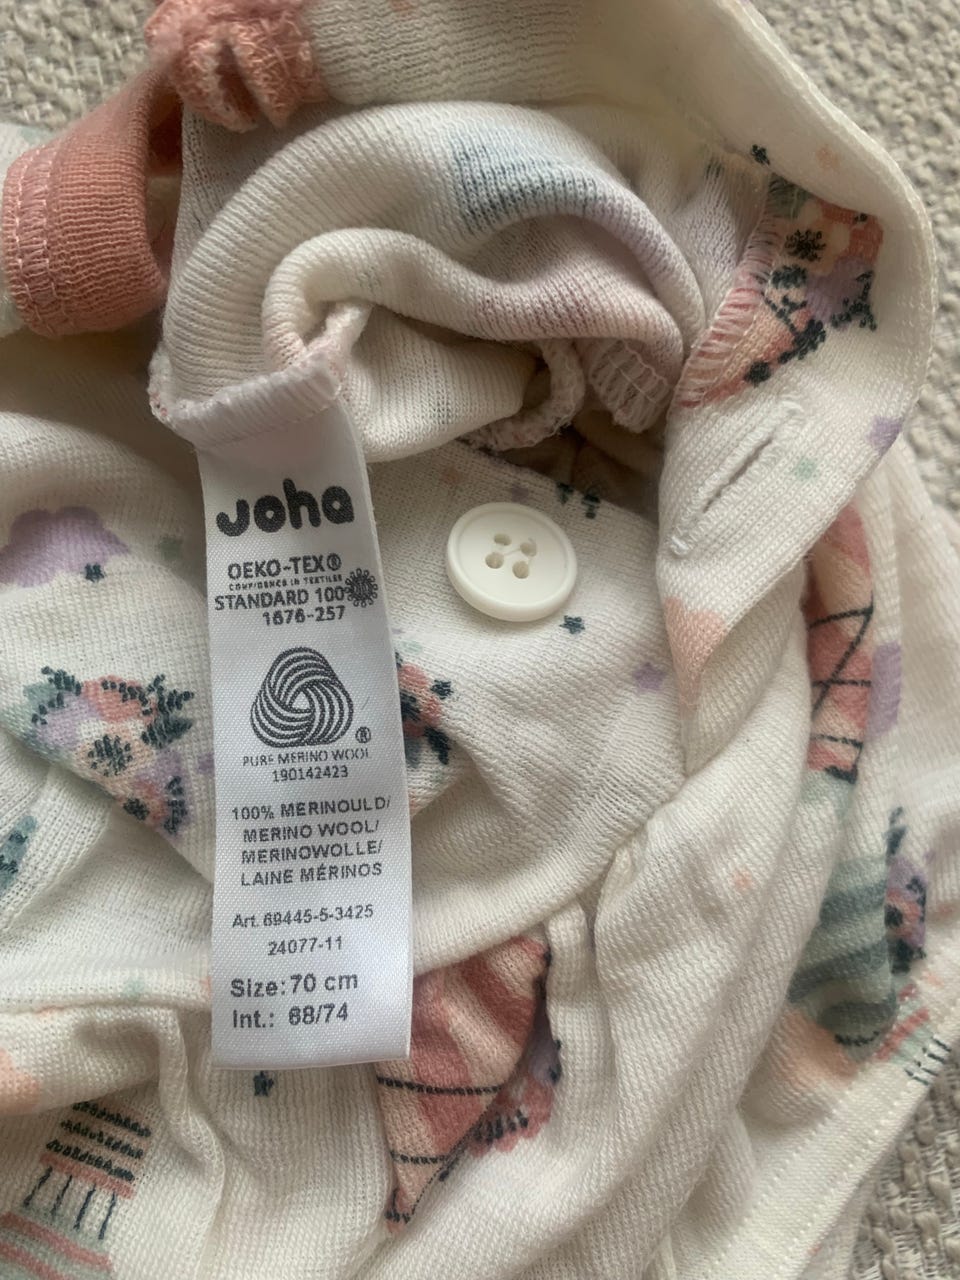 Joha
OEKO-TEX®
CONFIDENCE IN TEXTILES
STANDARD 100
1676-257
®
PURE MERINO WOOL
190142423
100% MERINOULD/
MERINO WOOL/
MERINOWOLLE/
LAINE MÉRINOS
Art. 69445-5-3425
24077-11
Size: 70 cm
Int.: 68/74